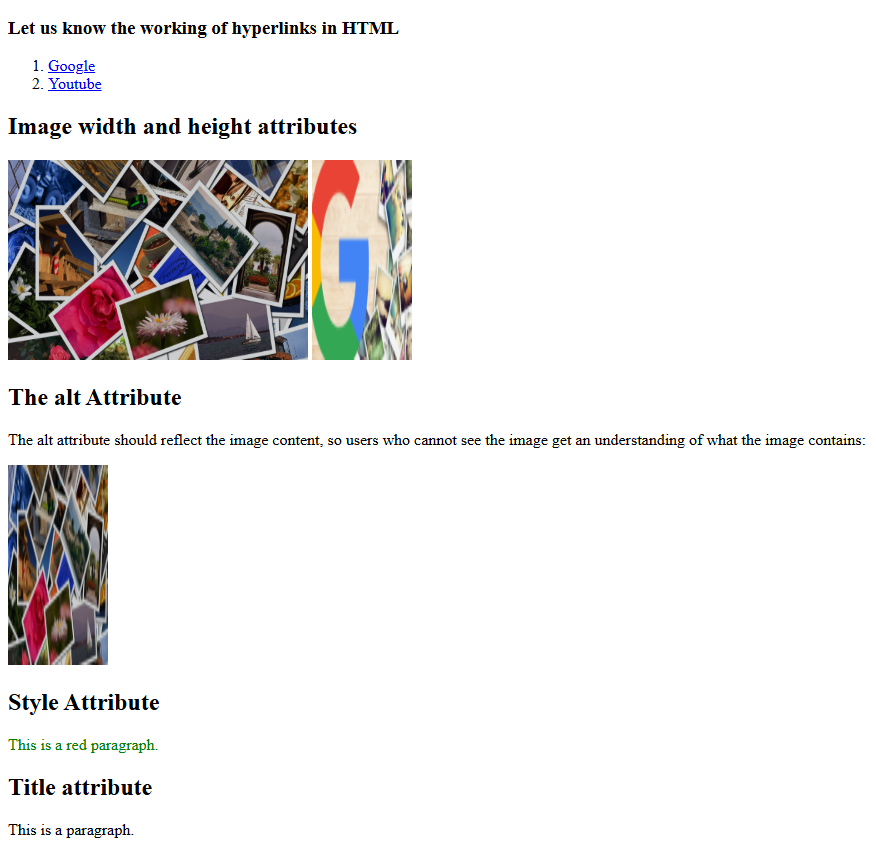 Let us know the working of hyperlinks in HTML
1. Google
2. Youtube
Image width and height attributes
The alt Attribute
The alt attribute should reflect the image content, so users who cannot see the image get an understanding of what the image contains:
Style Attribute
This is a red paragraph.
Title attribute
This is a paragraph.